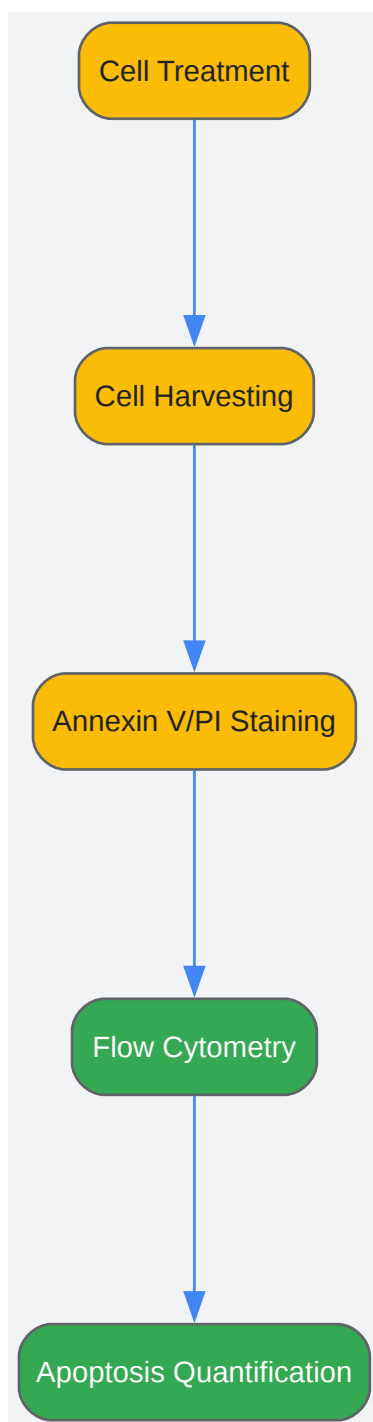 Cell Treatment
Cell Harvesting
Annexin V/PI Staining
Flow Cytometry
Apoptosis Quantification